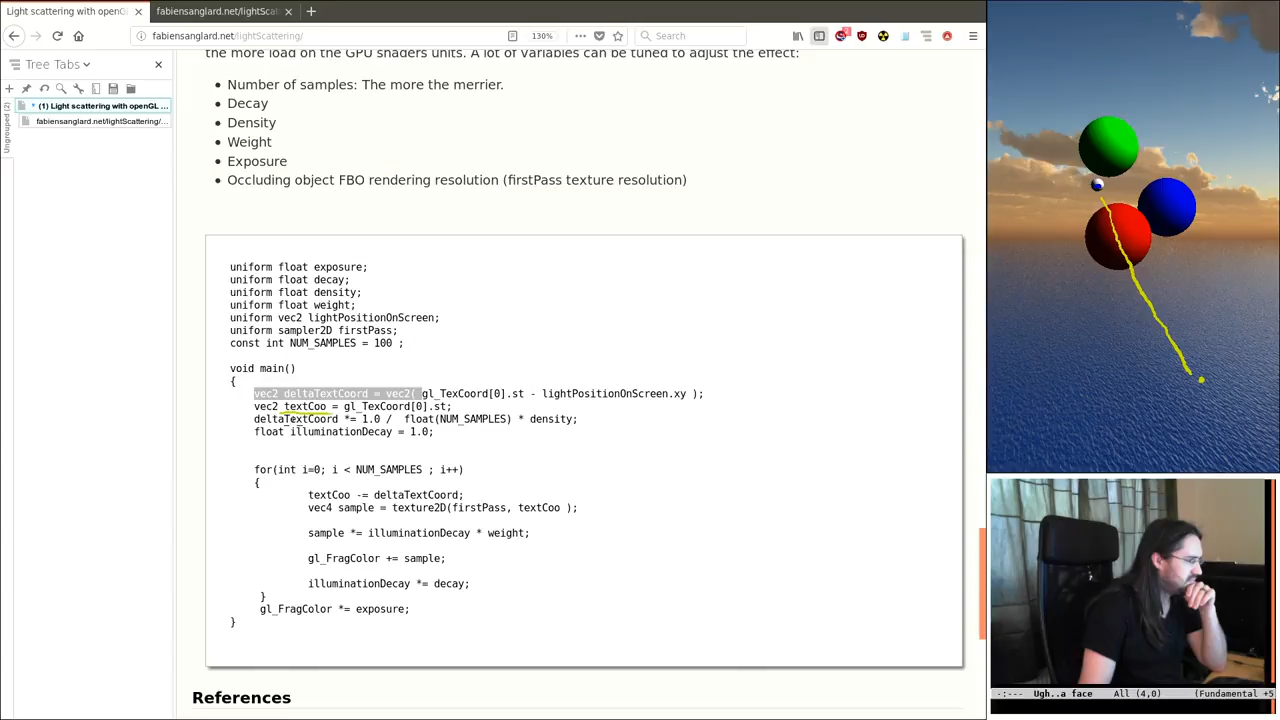 Light scattering with openGL
fabiensanglard.net/lightScat
fabiensanglard.net/lightScattering/
130%
Search
Tree Tabs
(1) Light scattering with openGL ...
fabiensanglard.net/lightScattering/...
Ungrouped (2)
the more load on the GPU shaders units. A lot of variables can be tuned to adjust the effect:
Number of samples: The more the merrier.
Decay
Density
Weight
Exposure
Occluding object FBO rendering resolution (firstPass texture resolution)
uniform float exposure;
uniform float decay;
uniform float density;
uniform float weight;
uniform vec2 lightPositionOnScreen;
uniform sampler2D firstPass;
const int NUM_SAMPLES = 100 ;
void main()
{
vec2 deltaTextCoord = vec2( gl_TexCoord[0].st - lightPositionOnScreen.xy );
vec2 textCoo = gl_TexCoord[0].st;
deltaTextCoord *= 1.0 /  float(NUM_SAMPLES) * density;
float illuminationDecay = 1.0;
for(int i=0; i < NUM_SAMPLES ; i++)
{
textCoo -= deltaTextCoord;
vec4 sample = texture2D(firstPass, textCoo );
sample *= illuminationDecay * weight;
gl_FragColor += sample;
illuminationDecay *= decay;
}
gl_FragColor *= exposure;
}
References
-:--- Ugh..a face All (4,0) (Fundamental +5